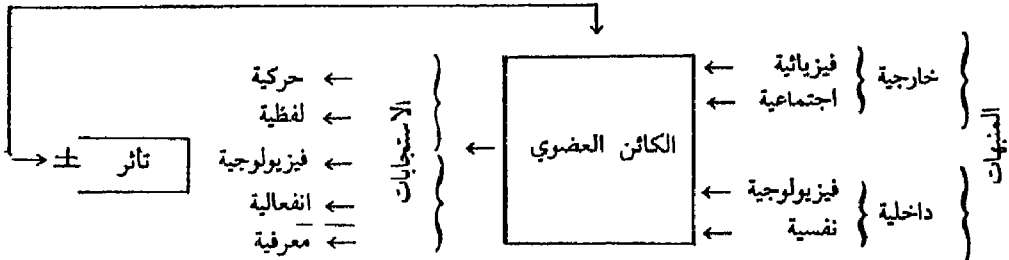 المنبهات
خارجية
فيزيائية
اجتماعية
داخلية
فيزيولوجية
نفسية
الكائن العضوي
الاستجابات
حركية
لفظية
فيزيولوجية
انفعالية
معرفية
تأثر
±